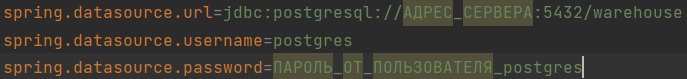 spring.datasource.url=jdbc:postgresql://АДРЕС_СЕРВЕРА:5432/warehouse
spring.datasource.username=postgres
spring.datasource.password=ПАРОЛЬ_ОТ_ПОЛЬЗОВАТЕЛЯ_postgres